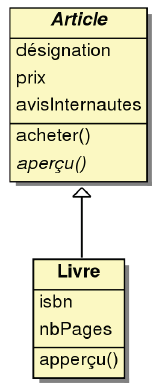 Article
désignation
prix
avisInternautes
acheter()
aperçu()
Livre
isbn
nbPages
apperçu()